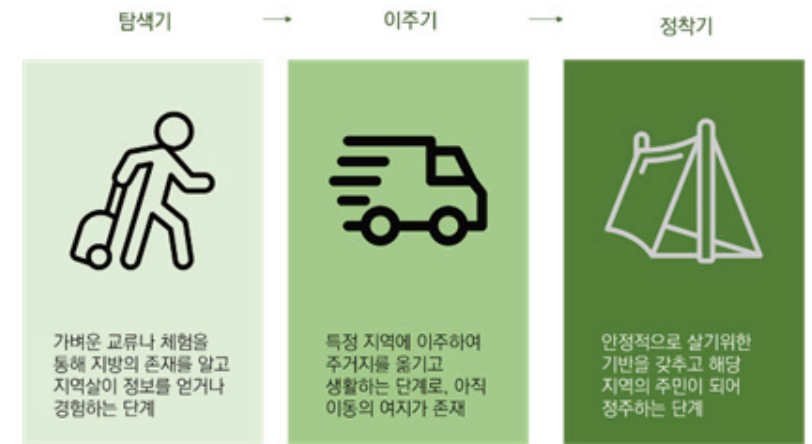 탐색기 → 이주기 → 정착기
가벼운 교류나 체험을
통해 지방의 존재를 알고
지역살이 정보를 얻거나
경험하는 단계
특정 지역에 이주하여
주거지를 옮기고
생활하는 단계로, 아직
이동의 여지가 존재
안정적으로 살기위한
기반을 갖추고 해당
지역의 주민이 되어
정주하는 단계